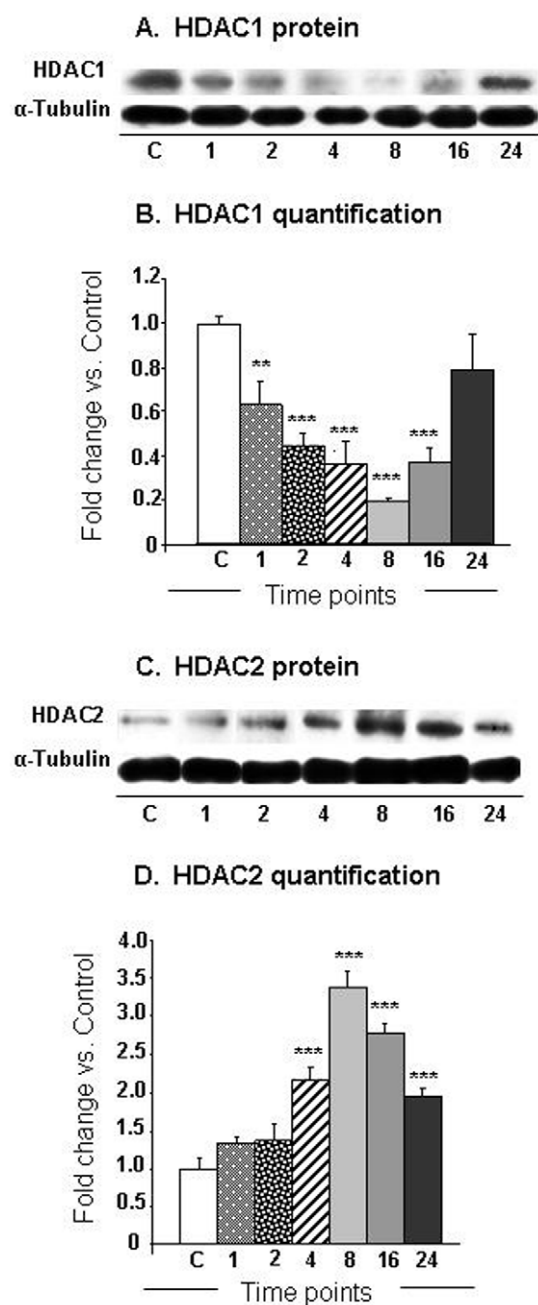 A. HDAC1 protein
HDAC1
α-Tubulin
C 1 2 4 8 16 24
B. HDAC1 quantification
Fold change vs. Control
1.2
1.0
0.8
0.6
0.4
0.2
0
**
***
***
***
***
C 1 2 4 8 16 24
Time points
C. HDAC2 protein
HDAC2
α-Tubulin
C 1 2 4 8 16 24
D. HDAC2 quantification
Fold change vs. Control
4.0
3.5
3.0
2.5
2.0
1.5
1.0
0.5
0
***
***
***
***
C 1 2 4 8 16 24
Time points